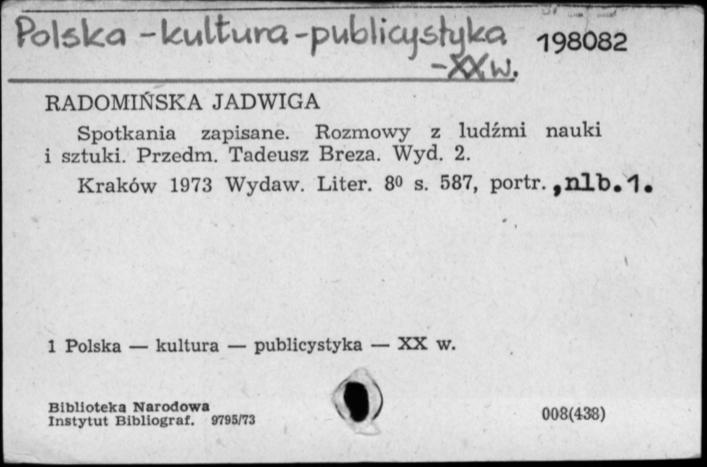 Polska - kultura - publicystyka
198082
- XX w.
RADOMIŃSKA JADWIGA
Spotkania zapisane. Rozmowy z ludźmi nauki
i sztuki. Przedm. Tadeusz Breza. Wyd. 2.
Kraków 1973 Wydaw. Liter. 8⁰ s. 587, portr. , nlb. 1.
1 Polska — kultura — publicystyka — XX w.
Biblioteka Narodowa
Instytut Bibliograf. 9795/73
008(438)